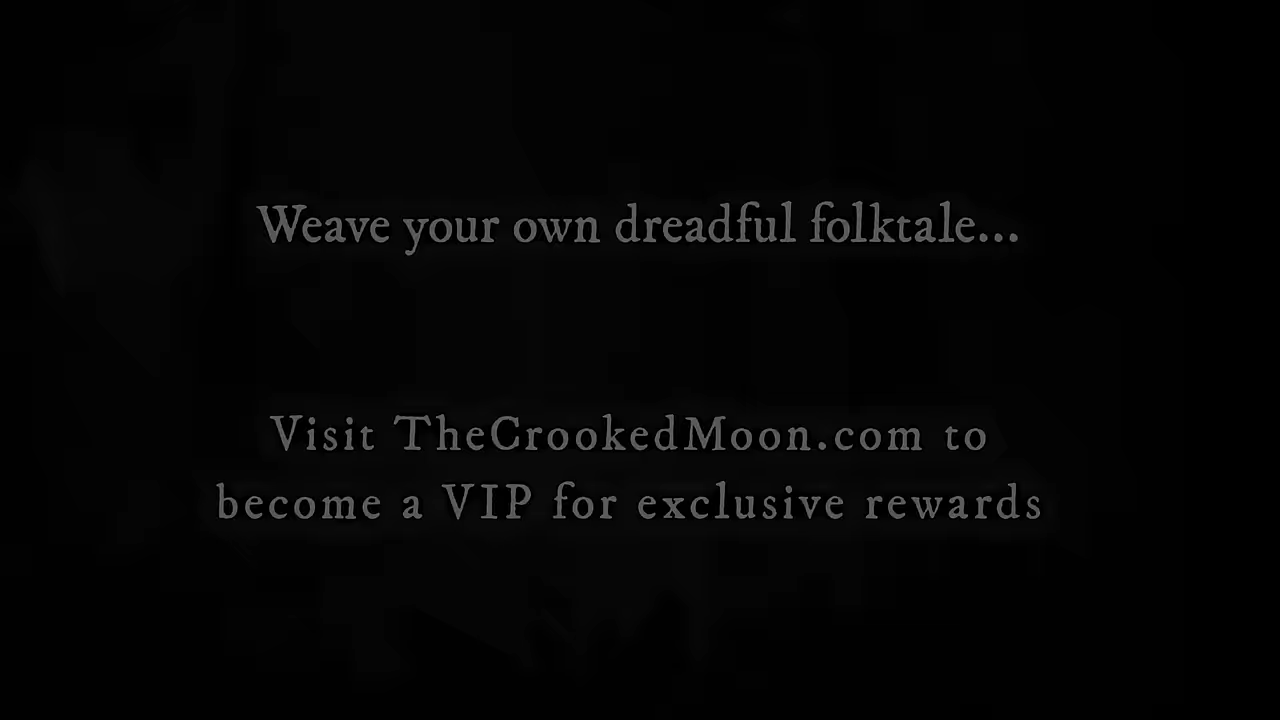 Weave your own dreadful folktale...
Visit TheCrookedMoon.com to
become a VIP for exclusive rewards